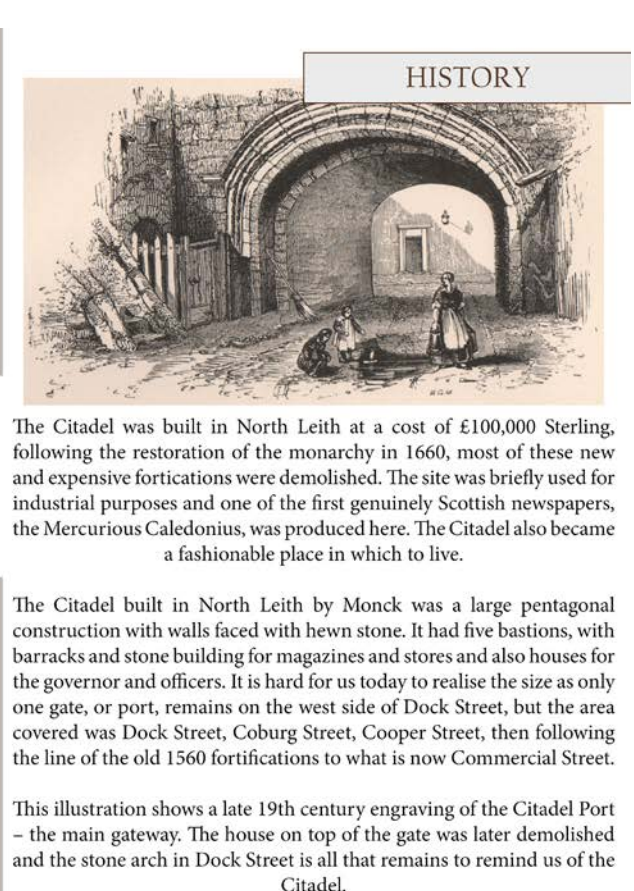 HISTORY
The Citadel was built in North Leith at a cost of £100,000 Sterling,
following the restoration of the monarchy in 1660, most of these new
and expensive fortications were demolished. The site was briefly used for
industrial purposes and one of the first genuinely Scottish newspapers,
the Mercurious Caledonius, was produced here. The Citadel also became
a fashionable place in which to live.
The Citadel built in North Leith by Monck was a large pentagonal
construction with walls faced with hewn stone. It had five bastions, with
barracks and stone building for magazines and stores and also houses for
the governor and officers. It is hard for us today to realise the size as only
one gate, or port, remains on the west side of Dock Street, but the area
covered was Dock Street, Coburg Street, Cooper Street, then following
the line of the old 1560 fortifications to what is now Commercial Street.
This illustration shows a late 19th century engraving of the Citadel Port
– the main gateway. The house on top of the gate was later demolished
and the stone arch in Dock Street is all that remains to remind us of the
Citadel.